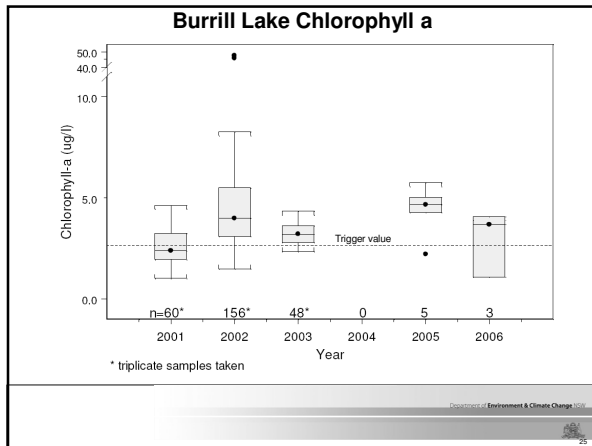 Burrill Lake Chlorophyll a
50.0
40.0
10.0
5.0
0.0
Chlorophyll-a (ug/l)
Trigger value
n=60* 156* 48* 0 5 3
2001 2002 2003 2004 2005 2006
Year
* triplicate samples taken
Department of Environment & Climate Change NSW
25